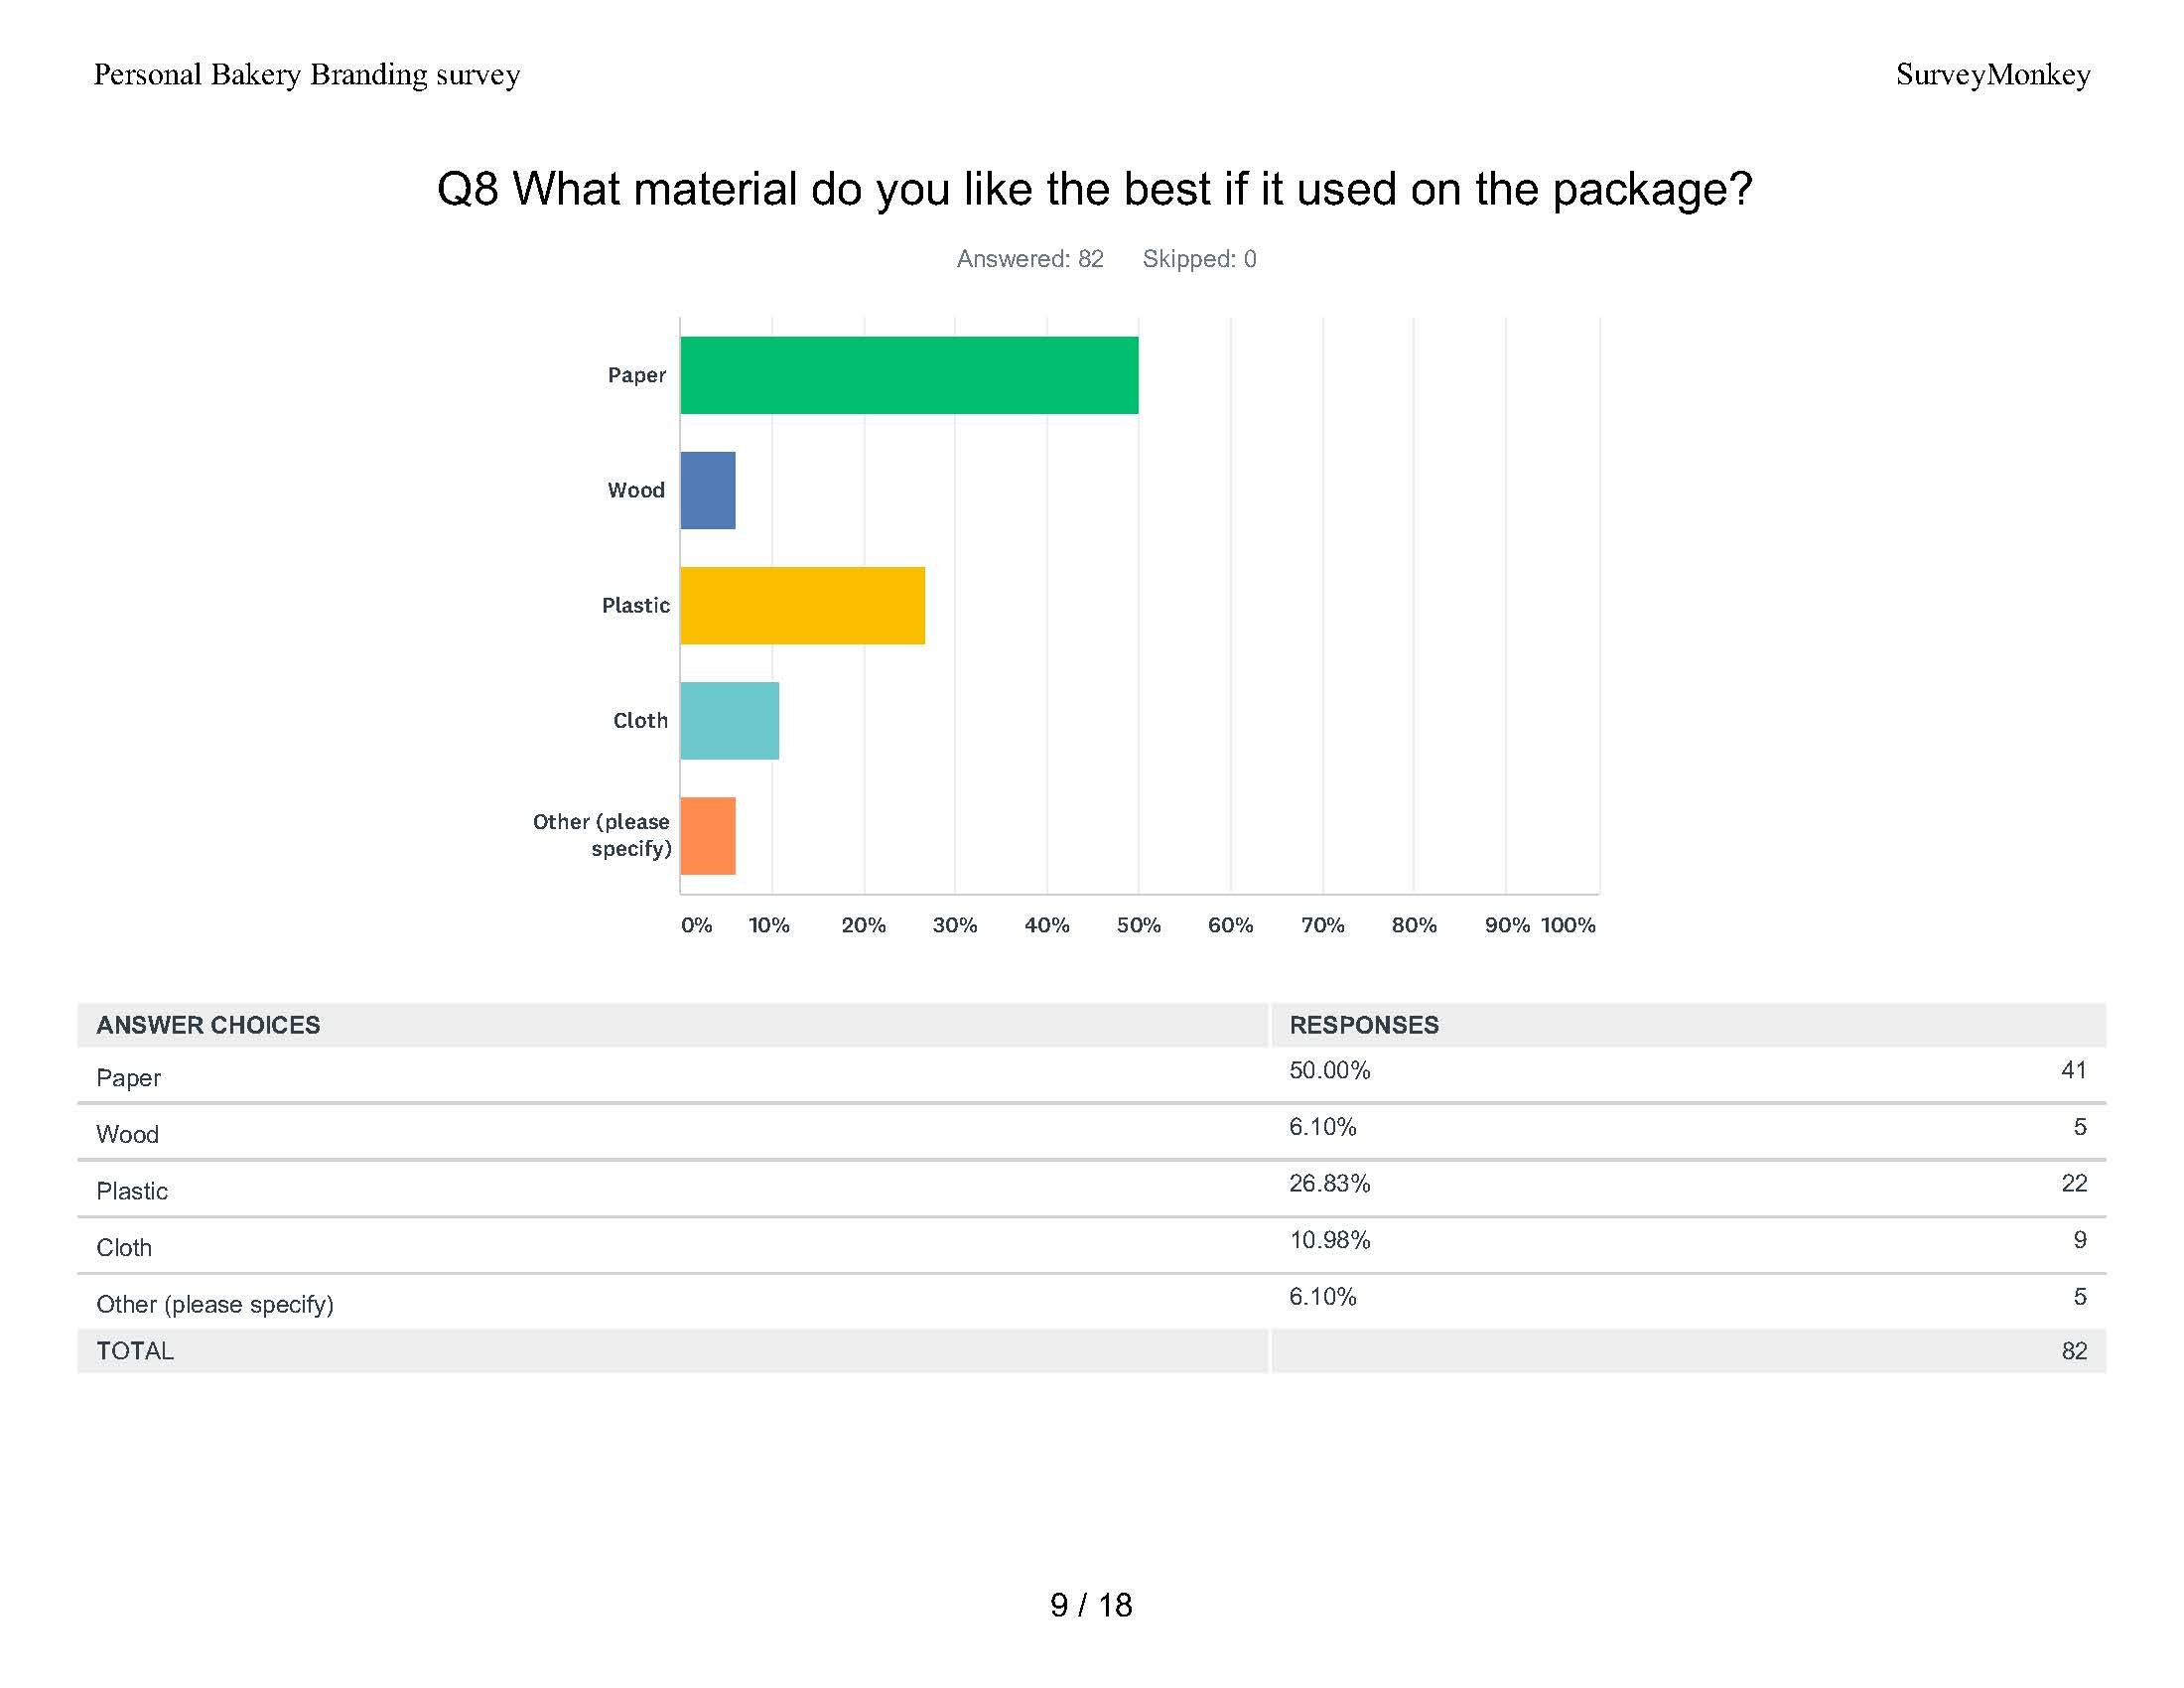 Personal Bakery Branding survey SurveyMonkey
Q8 What material do you like the best if it used on the package?
Answered: 82 Skipped: 0
Paper
Wood
Plastic
Cloth
Other (please
specify)
0% 10% 20% 30% 40% 50% 60% 70% 80% 90% 100%
ANSWER CHOICES RESPONSES
Paper 50.00% 41
Wood 6.10% 5
Plastic 26.83% 22
Cloth 10.98% 9
Other (please specify) 6.10% 5
TOTAL 82
9 / 18